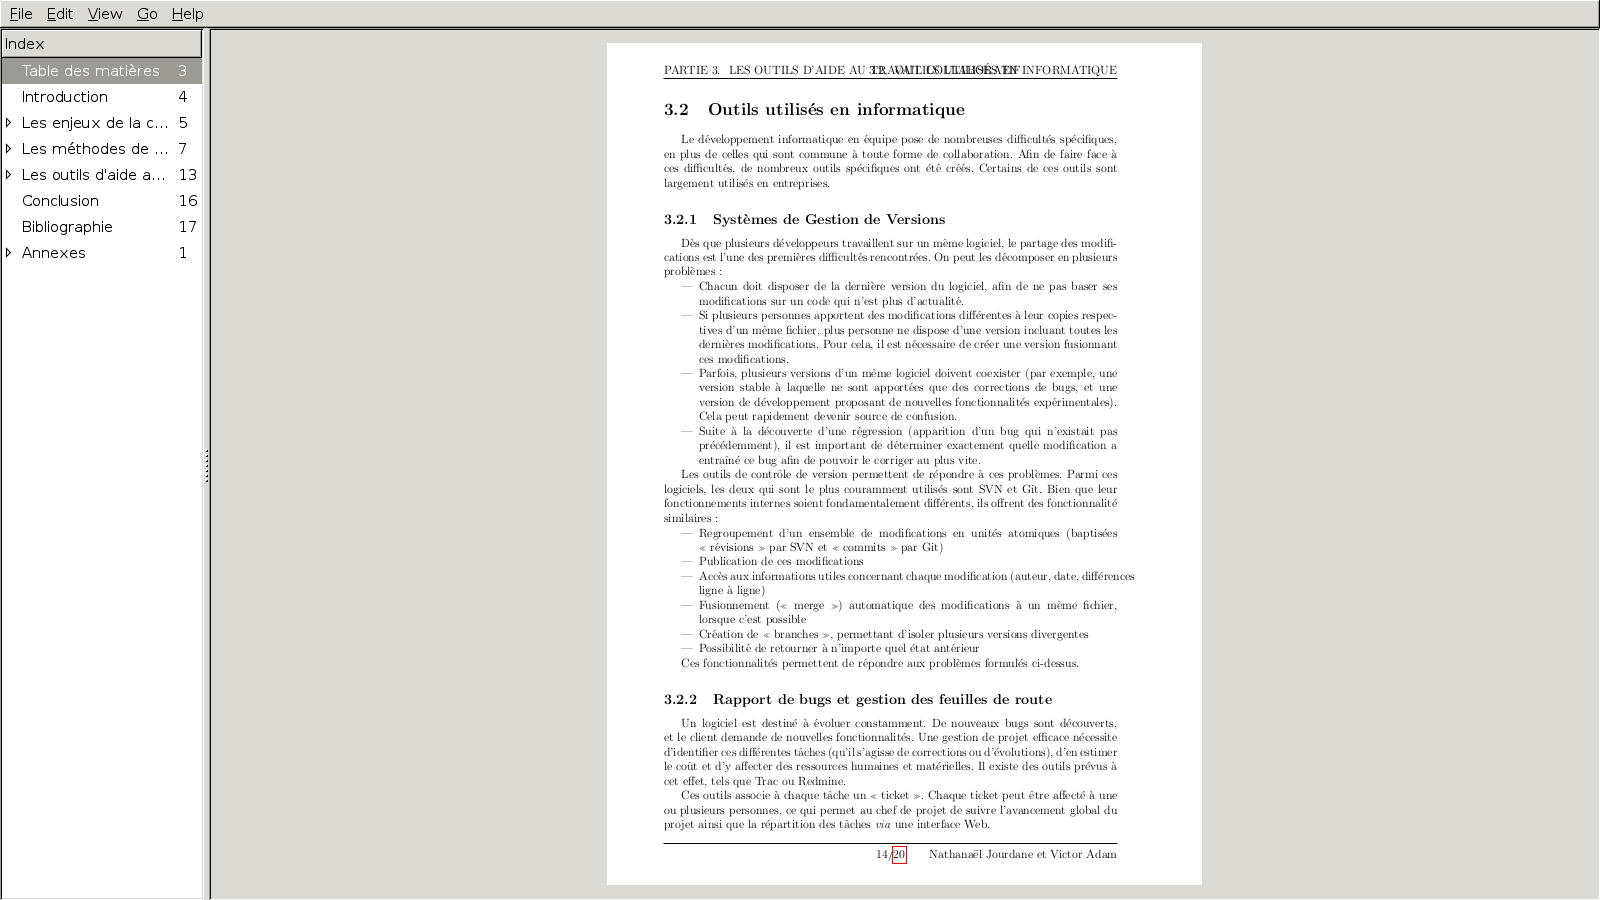 File Edit View Go Help
Index
Table des matières 3
Introduction 4
Les enjeux de la c... 5
Les méthodes de ... 7
Les outils d'aide a... 13
Conclusion 16
Bibliographie 17
Annexes 1
PARTIE 3. LES OUTILS D'AIDE AU TRAVAIL COLLABORATIF
3.2. OUTILS UTILISÉS EN INFORMATIQUE
3.2 Outils utilisés en informatique
Le développement informatique en équipe pose de nombreuses difficultés spécifiques,
en plus de celles qui sont commune à toute forme de collaboration. Afin de faire face à
ces difficultés, de nombreux outils spécifiques ont été créés. Certains de ces outils sont
largement utilisés en entreprises.
3.2.1 Systèmes de Gestion de Versions
Dès que plusieurs développeurs travaillent sur un même logiciel, le partage des modifi-
cations est l'une des premières difficultés rencontrées. On peut les décomposer en plusieurs
problèmes :
— Chacun doit disposer de la dernière version du logiciel, afin de ne pas baser ses
modifications sur un code qui n'est plus d'actualité.
— Si plusieurs personnes apportent des modifications différentes à leur copies respec-
tives d'un même fichier, plus personne ne dispose d'une version incluant toutes les
dernières modifications. Pour cela, il est nécessaire de créer une version fusionnant
ces modifications.
— Parfois, plusieurs versions d'un même logiciel doivent coexister (par exemple, une
version stable à laquelle ne sont apportées que des corrections de bugs, et une
version de développement proposant de nouvelles fonctionnalités expérimentales).
Cela peut rapidement devenir source de confusion.
— Suite à la découverte d'une régression (apparition d'un bug qui n'existait pas
précédemment), il est important de déterminer exactement quelle modification a
entraîné ce bug afin de pouvoir le corriger au plus vite.
Les outils de contrôle de version permettent de répondre à ces problèmes. Parmi ces
logiciels, les deux qui sont le plus couramment utilisés sont SVN et Git. Bien que leur
fonctionnements internes soient fondamentalement différents, ils offrent des fonctionnalité
similaires :
— Regroupement d'un ensemble de modifications en unités atomiques (baptisées
« révisions » par SVN et « commits » par Git)
— Publication de ces modifications
— Accès aux informations utiles concernant chaque modification (auteur, date, différences
ligne à ligne)
— Fusionnement (« merge ») automatique des modifications à un même fichier,
lorsque c'est possible
— Création de « branches », permettant d'isoler plusieurs versions divergentes
— Possibilité de retourner à n'importe quel état antérieur
Ces fonctionnalités permettent de répondre aux problèmes formulés ci-dessus.
3.2.2 Rapport de bugs et gestion des feuilles de route
Un logiciel est destiné à évoluer constamment. De nouveaux bugs sont découverts,
et le client demande de nouvelles fonctionnalités. Une gestion de projet efficace nécessite
d'identifier ces différentes tâches (qu'il s'agisse de corrections ou d'évolutions), d'en estimer
le coût et d'y affecter des ressources humaines et matérielles. Il existe des outils prévus à
cet effet, tels que Trac ou Redmine.
Ces outils associe à chaque tâche un « ticket ». Chaque ticket peut être affecté à une
ou plusieurs personnes, ce qui permet au chef de projet de suivre l'avancement global du
projet ainsi que la répartition des tâches via une interface Web.
14/20 Nathanaël Jourdane et Victor Adam